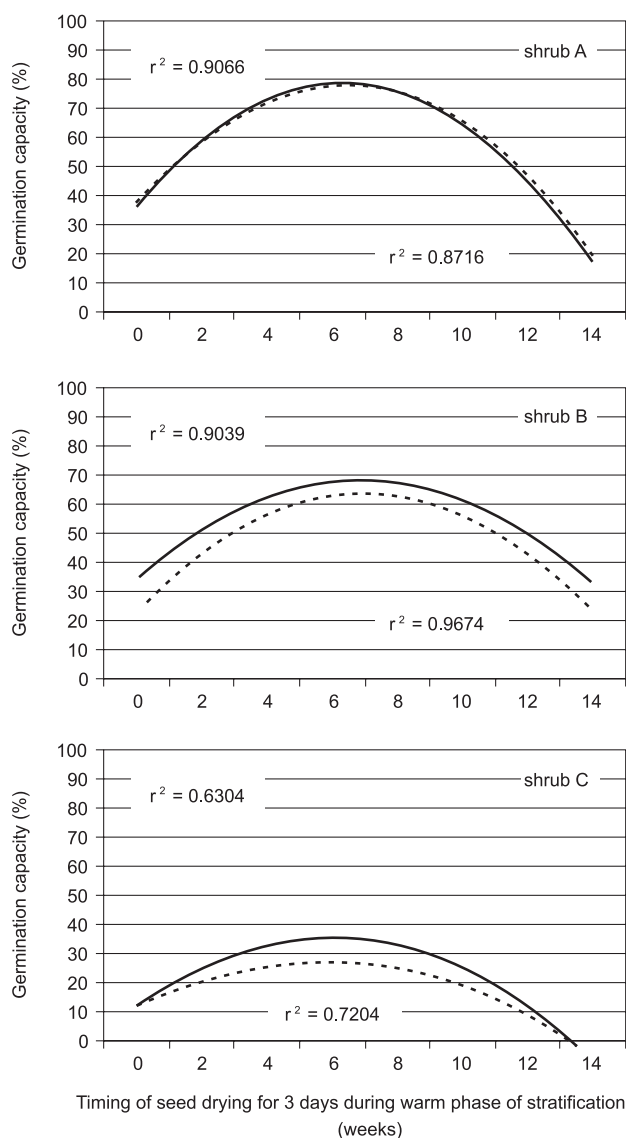 100
90
80
70
60
50
40
30
20
10
0
Germination capacity (%)
r² = 0.9066
shrub A
r² = 0.8716
0 2 4 6 8 10 12 14
100
90
80
70
60
50
40
30
20
10
0
Germination capacity (%)
r² = 0.9039
shrub B
r² = 0.9674
0 2 4 6 8 10 12 14
100
90
80
70
60
50
40
30
20
10
0
Germination capacity (%)
r² = 0.6304
shrub C
r² = 0.7204
0 2 4 6 8 10 12 14
Timing of seed drying for 3 days during warm phase of stratification
(weeks)